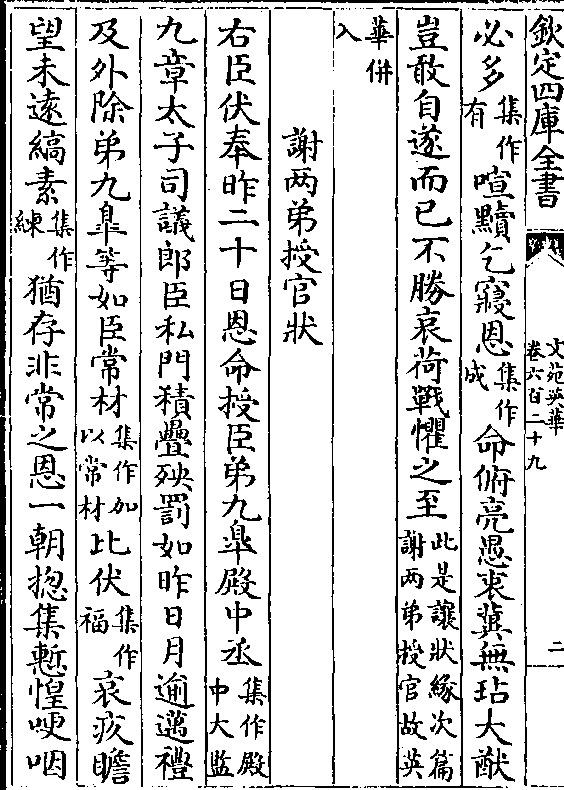 欽定四庫全書
文苑英華
卷六百二十九
二
必多集作有喧黷乞寢恩集作成命俯亮愚衷冀無玷大猷
豈敢自遂而已不勝哀荷戰懼之至此是讓狀緣次篇謝两弟授官故英
華併入
謝两弟授官狀
右臣伏奉昨二十日恩命授臣弟九臯殿中丞集作殿中大監
九章太子司議郎臣私門積釁殃罰如昨日月逾邁禮
及外除弟九臯等如臣常材集作加以常材比伏集作福哀疚瞻
望未遠縞素集作練猶存非常之恩一朝揔集慙惶哽咽